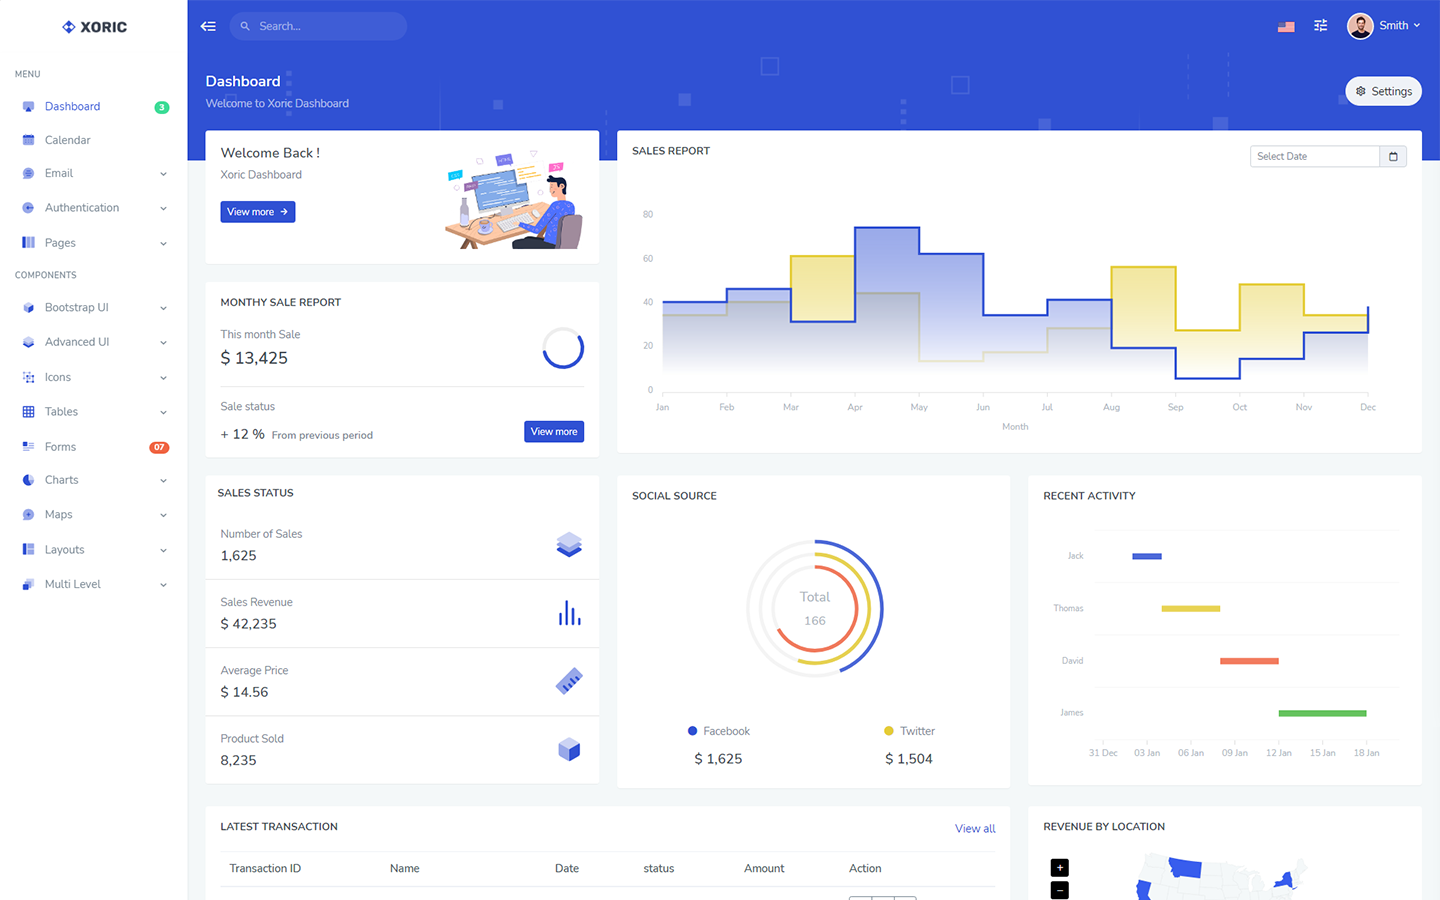 XORIC
Search...
Smith
MENU
Dashboard
3
Calendar
Email
Authentication
Pages
COMPONENTS
Bootstrap UI
Advanced UI
Icons
Tables
Forms
07
Charts
Maps
Layouts
Multi Level
Dashboard
Welcome to Xoric Dashboard
Settings
Welcome Back !
Xoric Dashboard
View more
MONTHY SALE REPORT
This month Sale
$ 13,425
Sale status
+ 12 % From previous period
View more
SALES REPORT
Select Date
80
60
40
20
0
Jan Feb Mar Apr May Jun Jul Aug Sep Oct Nov Dec
Month
SALES STATUS
Number of Sales
1,625
Sales Revenue
$ 42,235
Average Price
$ 14.56
Product Sold
8,235
SOCIAL SOURCE
Total
166
Facebook
$ 1,625
Twitter
$ 1,504
RECENT ACTIVITY
Jack
Thomas
David
James
31 Dec 03 Jan 06 Jan 09 Jan 12 Jan 15 Jan 18 Jan
LATEST TRANSACTION
View all
Transaction ID Name Date status Amount Action
REVENUE BY LOCATION
+
−